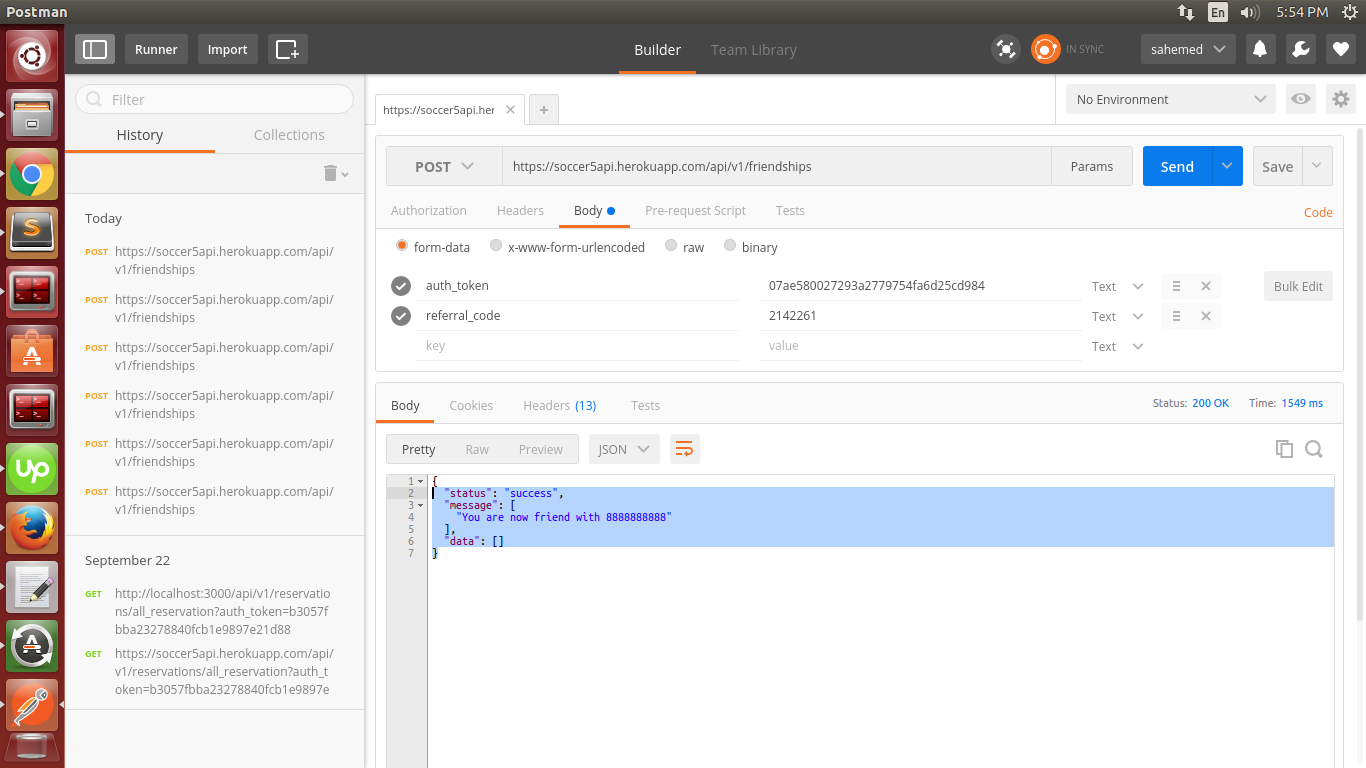 Postman
En
5:54 PM
Runner
Import
Builder
Team Library
IN SYNC
sahemed
Filter
History
Collections
Today
POST https://soccer5api.herokuapp.com/api/
v1/friendships
POST https://soccer5api.herokuapp.com/api/
v1/friendships
POST https://soccer5api.herokuapp.com/api/
v1/friendships
POST https://soccer5api.herokuapp.com/api/
v1/friendships
POST https://soccer5api.herokuapp.com/api/
v1/friendships
POST https://soccer5api.herokuapp.com/api/
v1/friendships
September 22
GET http://localhost:3000/api/v1/reservatio
ns/all_reservation?auth_token=b3057f
bba23278840fcb1e9897e21d88
GET https://soccer5api.herokuapp.com/api/
v1/reservations/all_reservation?auth_t
oken=b3057fbba23278840fcb1e9897e
https://soccer5api.her
No Environment
POST https://soccer5api.herokuapp.com/api/v1/friendships Params Send Save
Authorization Headers Body Pre-request Script Tests Code
form-data x-www-form-urlencoded raw binary
auth_token 07ae580027293a2779754fa6d25cd984 Text Bulk Edit
referral_code 2142261 Text
key value Text
Body Cookies Headers (13) Tests Status: 200 OK Time: 1549 ms
Pretty Raw Preview JSON
1 {
2 "status": "success",
3 "message": [
4 "You are now friend with 8888888888"
5 ],
6 "data": []
7 }